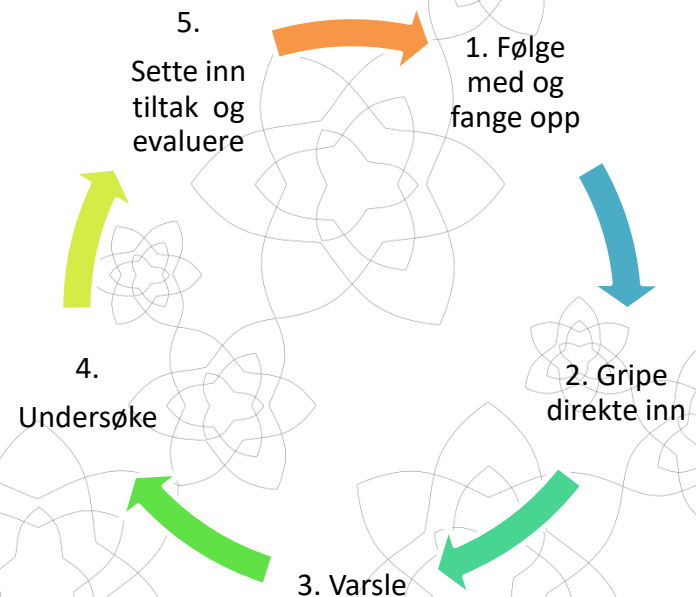 1. Følge
med og
fange opp
2. Gripe
direkte inn
3. Varsle
4.
Undersøke
5.
Sette inn
tiltak og
evaluere